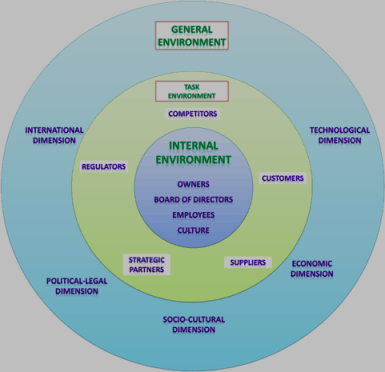 GENERAL
ENVIRONMENT
TASK
ENVIRONMENT
COMPETITORS
INTERNATIONAL
DIMENSION
TECHNOLOGICAL
DIMENSION
INTERNAL
ENVIRONMENT
REGULATORS
CUSTOMERS
OWNERS
BOARD OF DIRECTORS
EMPLOYEES
CULTURE
STRATEGIC
PARTNERS
SUPPLIERS
ECONOMIC
DIMENSION
POLITICAL-LEGAL
DIMENSION
SOCIO-CULTURAL
DIMENSION